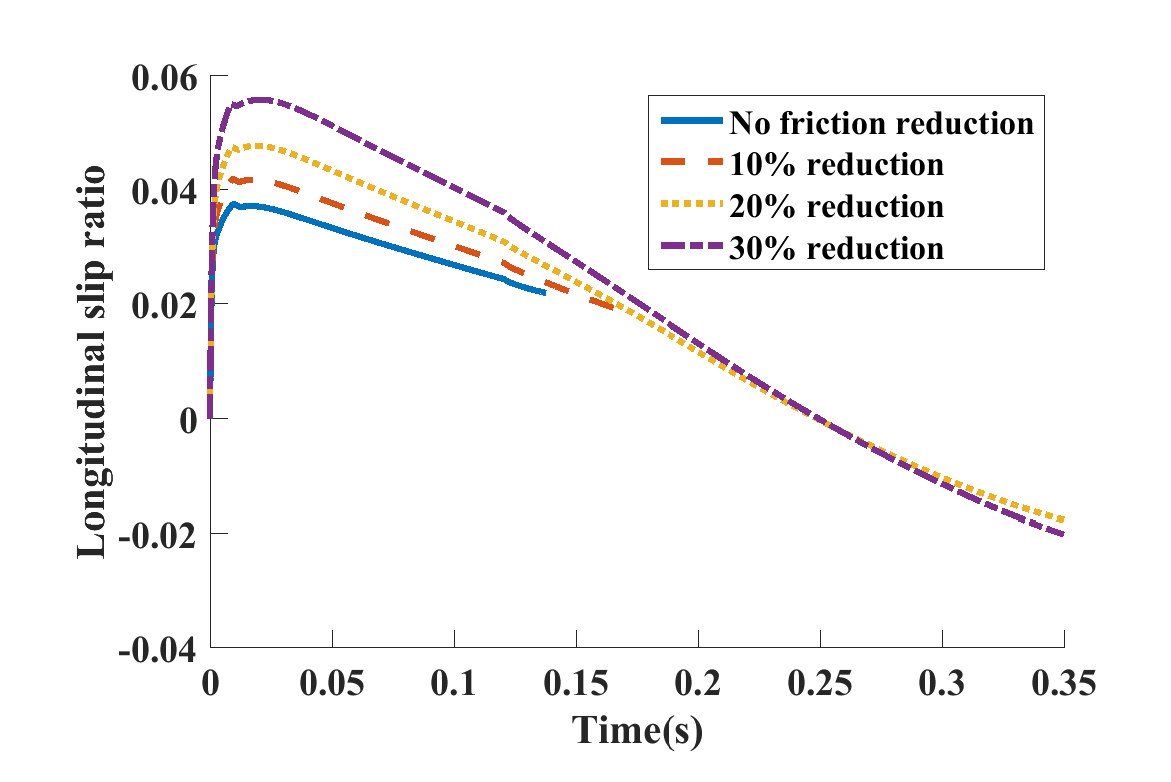 0.06
0.04
0.02
0
-0.02
-0.04
Longitudinal slip ratio
No friction reduction
10% reduction
20% reduction
30% reduction
0 0.05 0.1 0.15 0.2 0.25 0.3 0.35
Time(s)